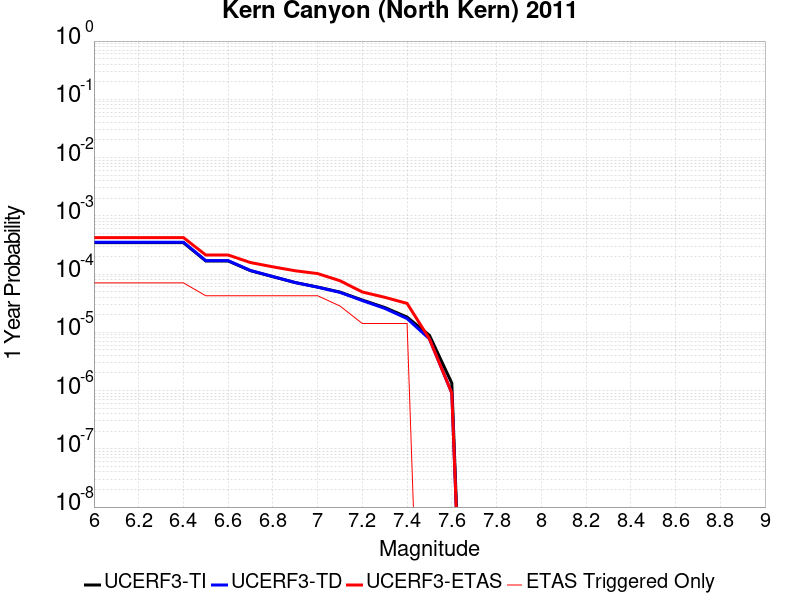 Kern Canyon (North Kern) 2011
10^0
10^-1
10^-2
10^-3
10^-4
10^-5
10^-6
10^-7
10^-8
1 Year Probability
6 6.2 6.4 6.6 6.8 7 7.2 7.4 7.6 7.8 8 8.2 8.4 8.6 8.8 9
Magnitude
UCERF3-TI UCERF3-TD UCERF3-ETAS ETAS Triggered Only